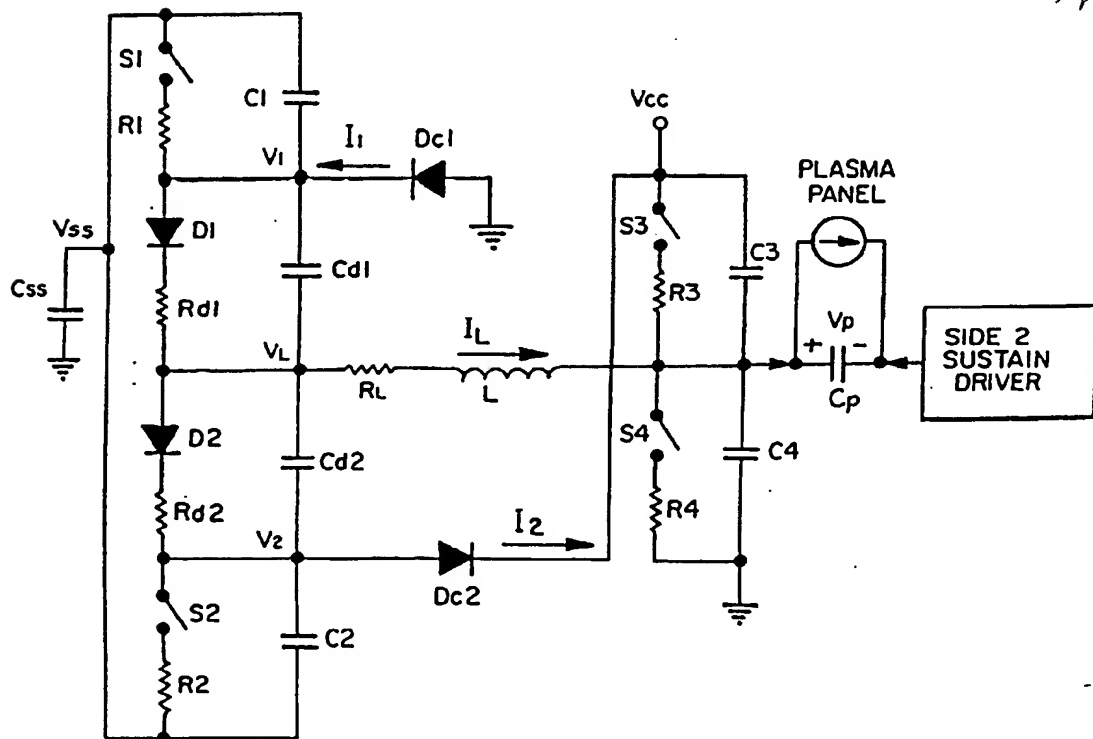 S1
C1
R1
V1
I1
Dc1
Vcc
PLASMA
PANEL
Vss
D1
S3
C3
Css
Cd1
R3
Rd1
VL
IL
Vp
+
-
RL
L
Cp
SIDE 2
SUSTAIN
DRIVER
D2
S4
Cd2
C4
Rd2
R4
V2
I2
Dc2
S2
C2
R2